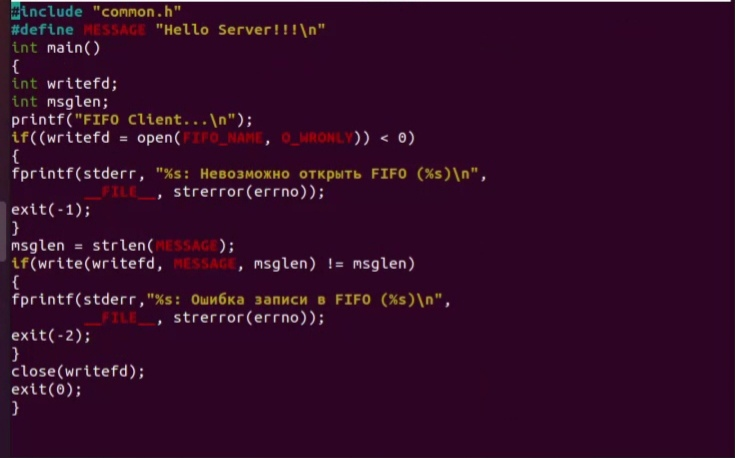 #include "common.h"
#define MESSAGE "Hello Server!!!\n"
int main()
{
int writefd;
int msglen;
printf("FIFO Client...\n");
if((writefd = open(FIFO_NAME, O_WRONLY)) < 0)
{
fprintf(stderr, "%s: Невозможно открыть FIFO (%s)\n",
__FILE__, strerror(errno));
exit(-1);
}
msglen = strlen(MESSAGE);
if(write(writefd, MESSAGE, msglen) != msglen)
{
fprintf(stderr,"%s: Ошибка записи в FIFO (%s)\n",
__FILE__, strerror(errno));
exit(-2);
}
close(writefd);
exit(0);
}